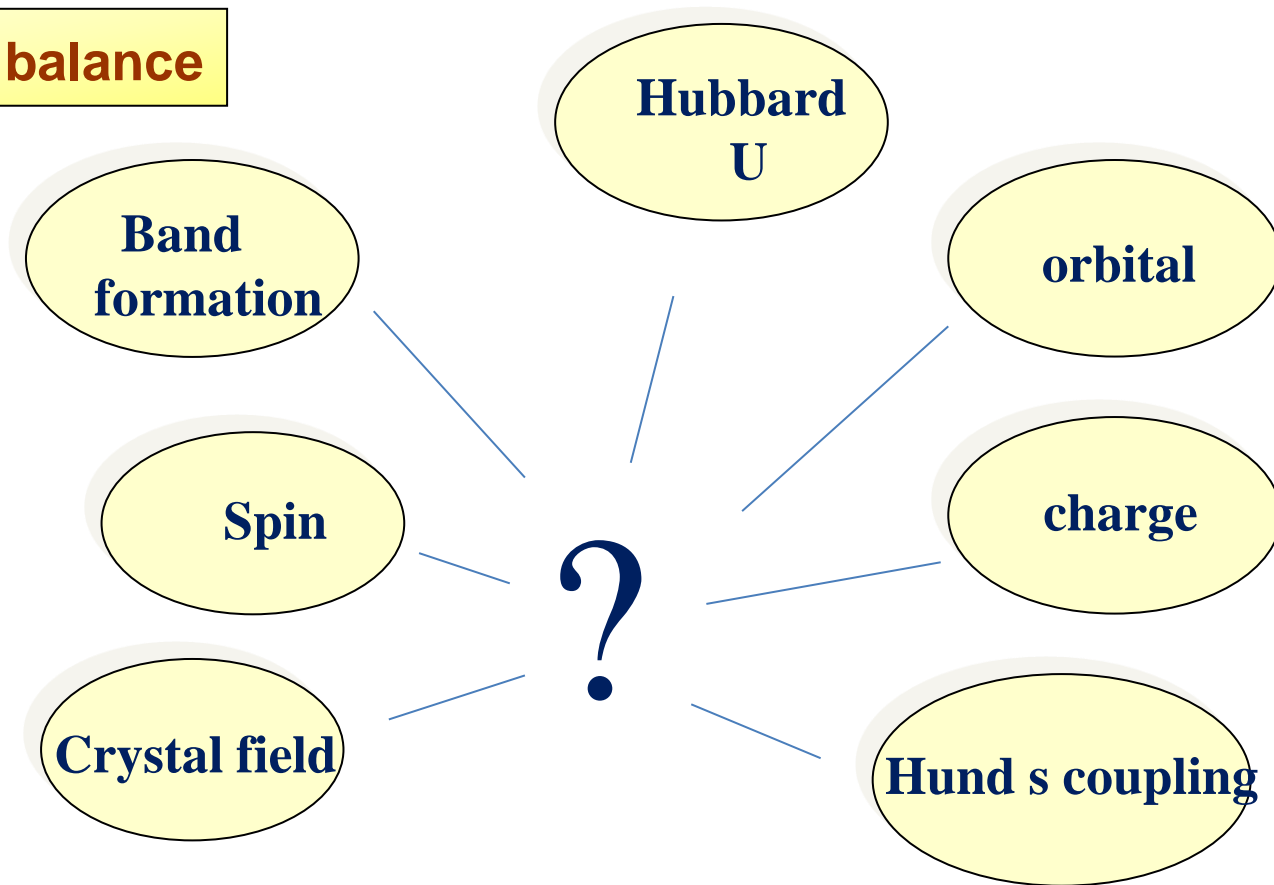 balance
Hubbard
U
Band
formation
orbital
Spin
charge
?
Crystal field
Hund s coupling